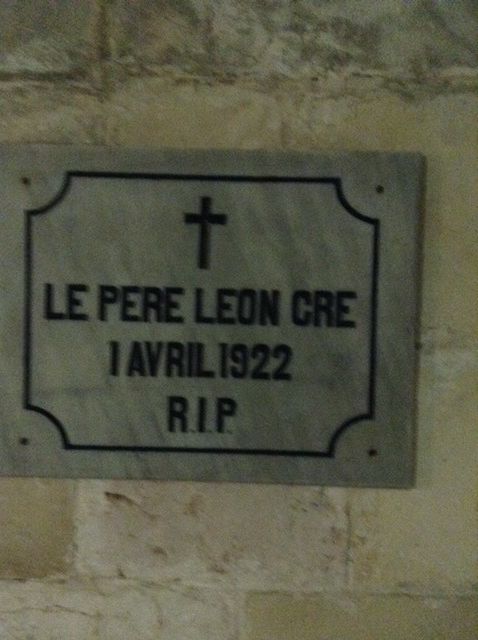 LE PERE LEON CRE
1 AVRIL 1922
R.I.P.